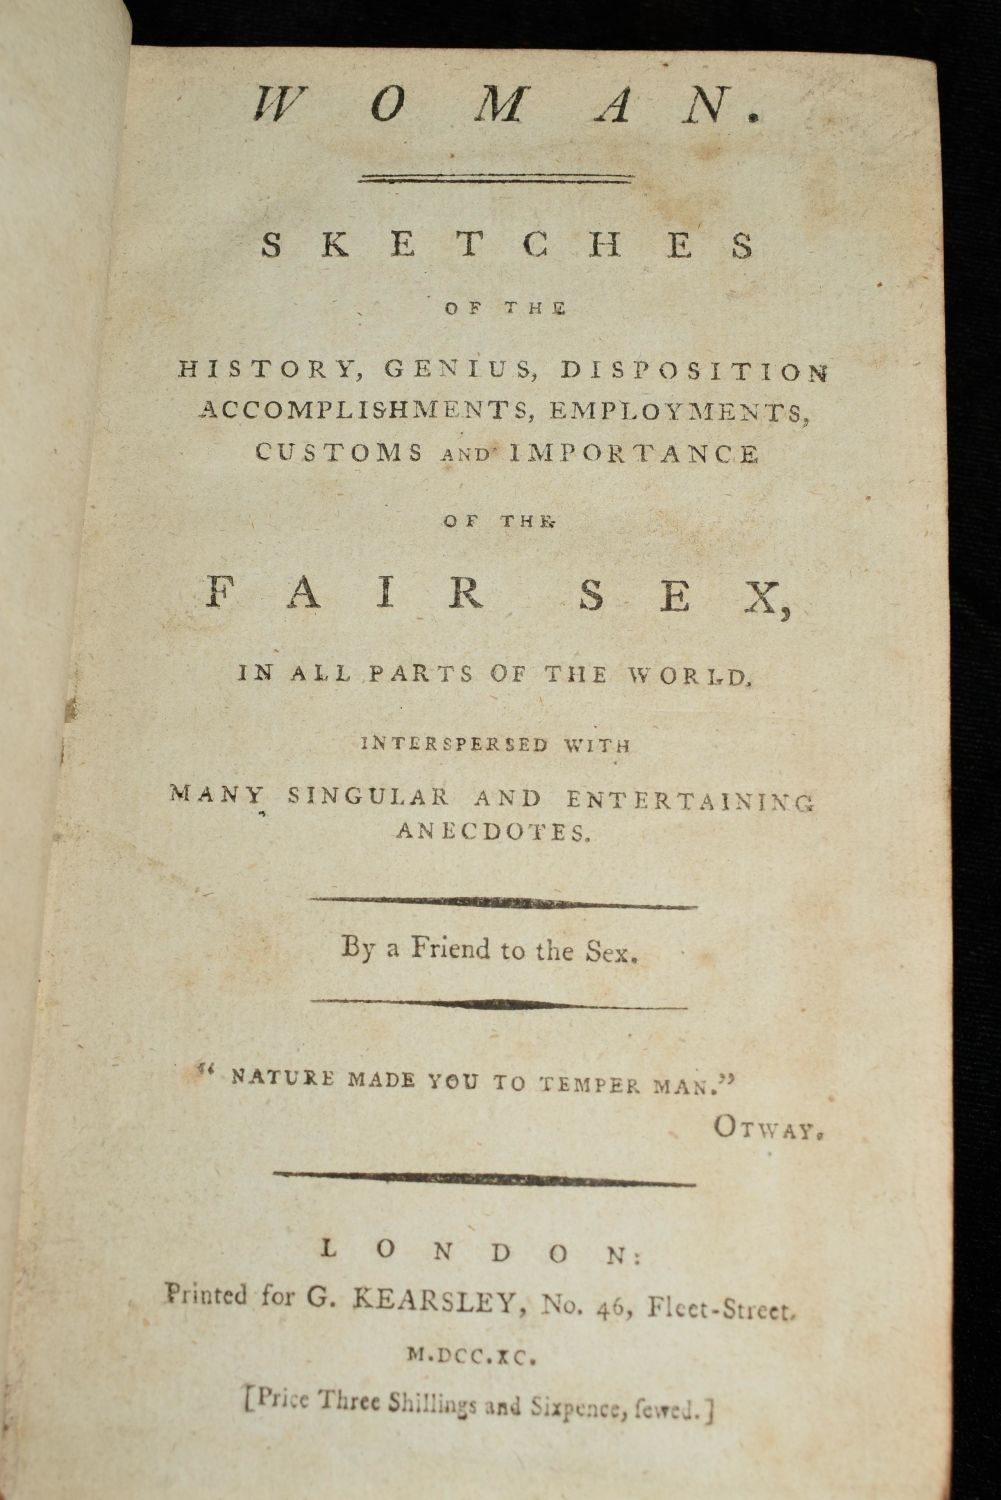 WOMAN.
SKETCHES
OF THE
HISTORY, GENIUS, DISPOSITION
ACCOMPLISHMENTS, EMPLOYMENTS,
CUSTOMS AND IMPORTANCE
OF THE
FAIR SEX,
IN ALL PARTS OF THE WORLD.
INTERSPERSED WITH
MANY SINGULAR AND ENTERTAINING
ANECDOTES.
By a Friend to the Sex.
“NATURE MADE YOU TO TEMPER MAN.”
OTWAY.
LONDON:
Printed for G. KEARSLEY, No. 46, Fleet-Street.
M.DCC.XC.
[Price Three Shillings and Sixpence, ſewed.]